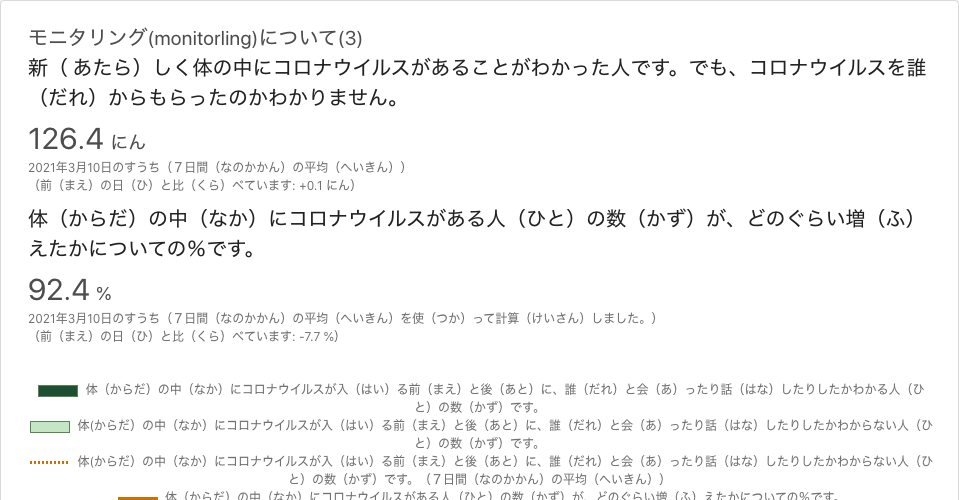 モニタリング(monitorling)について(3)
新（ あたら）しく体の中にコロナウイルスがあることがわかった人です。でも、コロナウイルスを誰
（だれ）からもらったのかわかりません。
126.4 にん
2021年3月10日のすうち（７日間（なのかかん）の平均（へいきん））
（前（まえ）の日（ひ）と比（くら）べています: +0.1 にん）
体（からだ）の中（なか）にコロナウイルスがある人（ひと）の数（かず）が、どのぐらい増（ふ）
えたかについての％です。
92.4 %
2021年3月10日のすうち（７日間（なのかかん）の平均（へいきん）を使（つか）って計算（けいさん）しました。）
（前（まえ）の日（ひ）と比（くら）べています: -7.7 %）
体（からだ）の中（なか）にコロナウイルスが入（はい）る前（まえ）と後（あと）に、誰（だれ）と会（あ）ったり話（はな）したりしたかわかる人（ひ
と）の数（かず）です。
体(からだ）の中（なか）にコロナウイルスが入（はい）る前（まえ）と後（あと）に、誰（だれ）と会（あ）ったり話（はな）したりしたかわからない人（ひ
と）の数（かず）です。
体(からだ）の中（なか）にコロナウイルスが入（はい）る前（まえ）と後（あと）に、誰（だれ）と会（あ）ったり話（はな）したりしたかわからない人（ひ
と）の数（かず）です。（７日間（なのかかん）の平均（へいきん））
体（からだ）の中（なか）にコロナウイルスがある人（ひと）の数（かず）が、どのぐらい増（ふ）えたかについての％です。